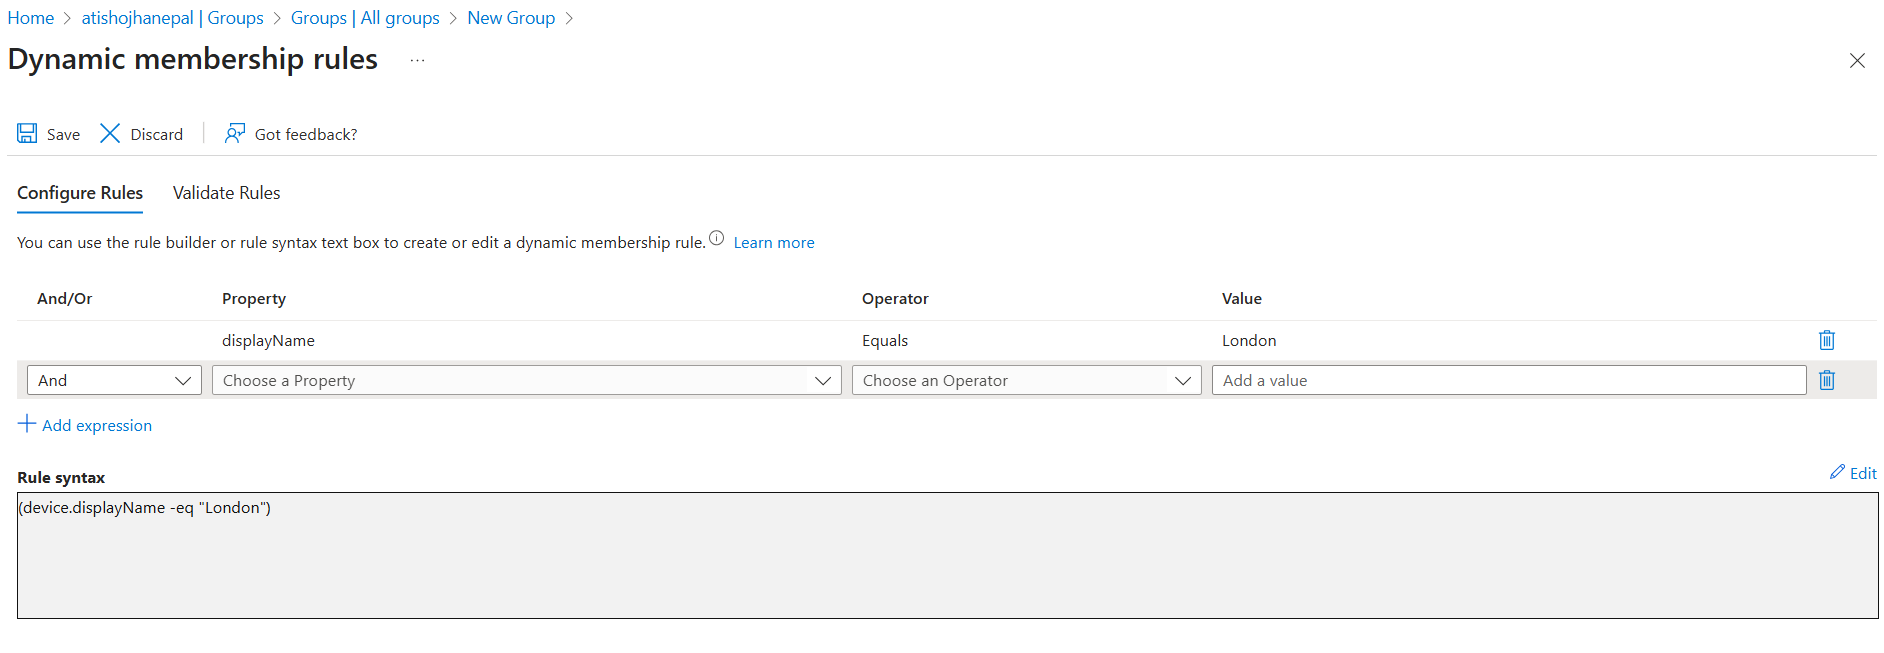 Home > atishojhanepal | Groups > Groups | All groups > New Group >
Dynamic membership rules ...
Save Discard Got feedback?
Configure Rules Validate Rules
You can use the rule builder or rule syntax text box to create or edit a dynamic membership rule. Learn more
And/Or Property Operator Value
displayName Equals London
And Choose a Property Choose an Operator Add a value
Add expression
Rule syntax Edit
(device.displayName -eq "London")